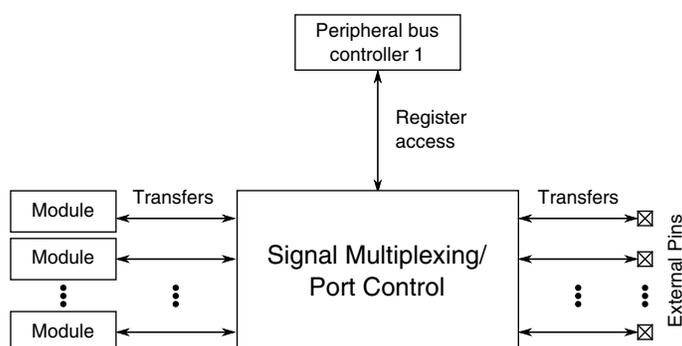 Peripheral bus
controller 1
Register
access
Transfers
Transfers
Module
Module
Module
Signal Multiplexing/
Port Control
External Pins